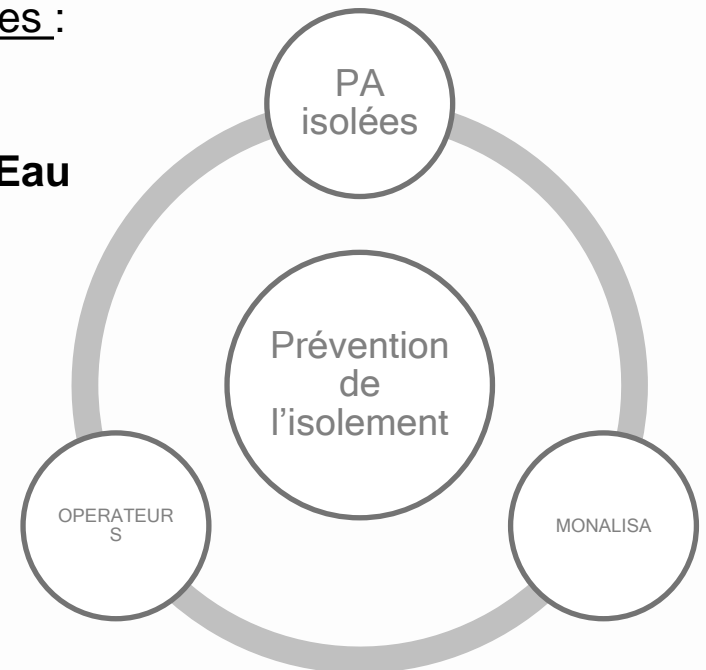 es :
PA
isolées
Eau
Prévention
de
l’isolement
OPERATEUR
S
MONALISA